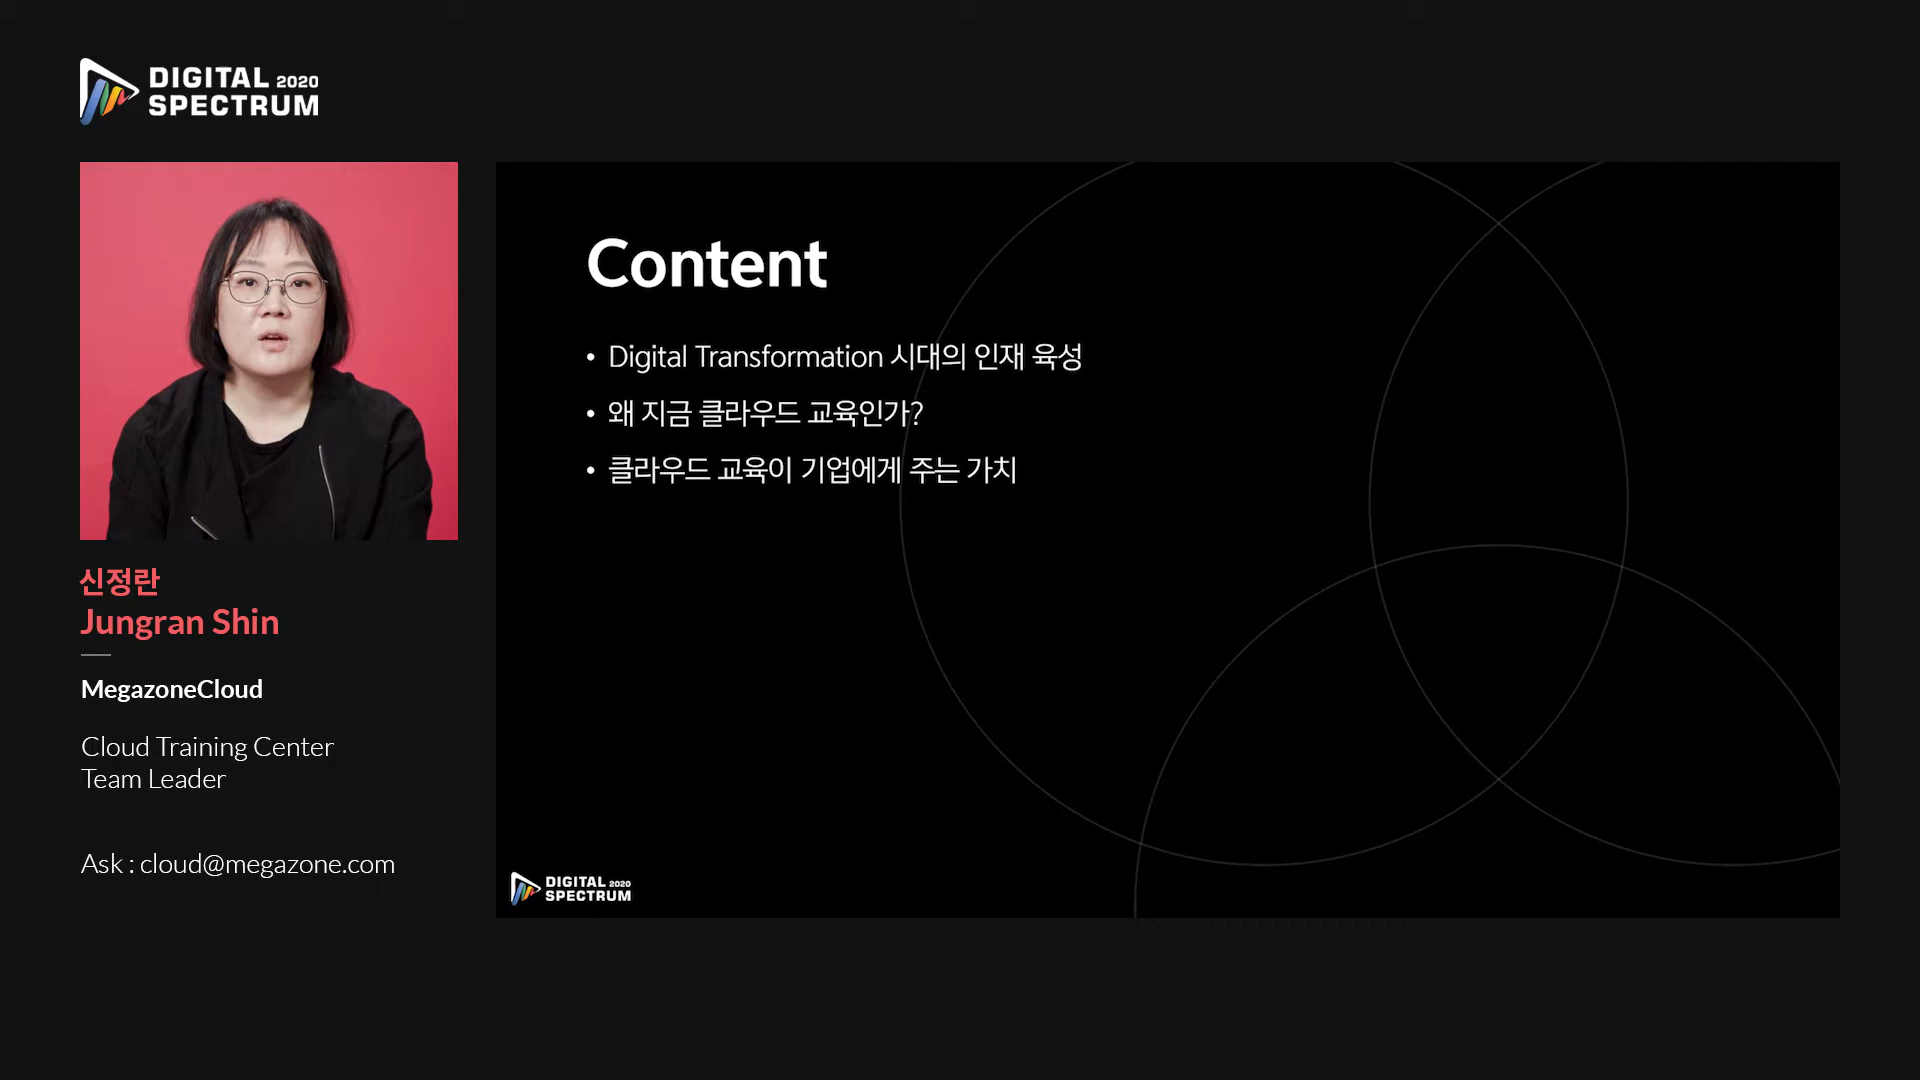 DIGITAL 2020
SPECTRUM
신정란
Jungran Shin
MegazoneCloud
Cloud Training Center
Team Leader
Ask : cloud@megazone.com
Content
• Digital Transformation 시대의 인재 육성
• 왜 지금 클라우드 교육인가?
• 클라우드 교육이 기업에게 주는 가치
DIGITAL 2020
SPECTRUM